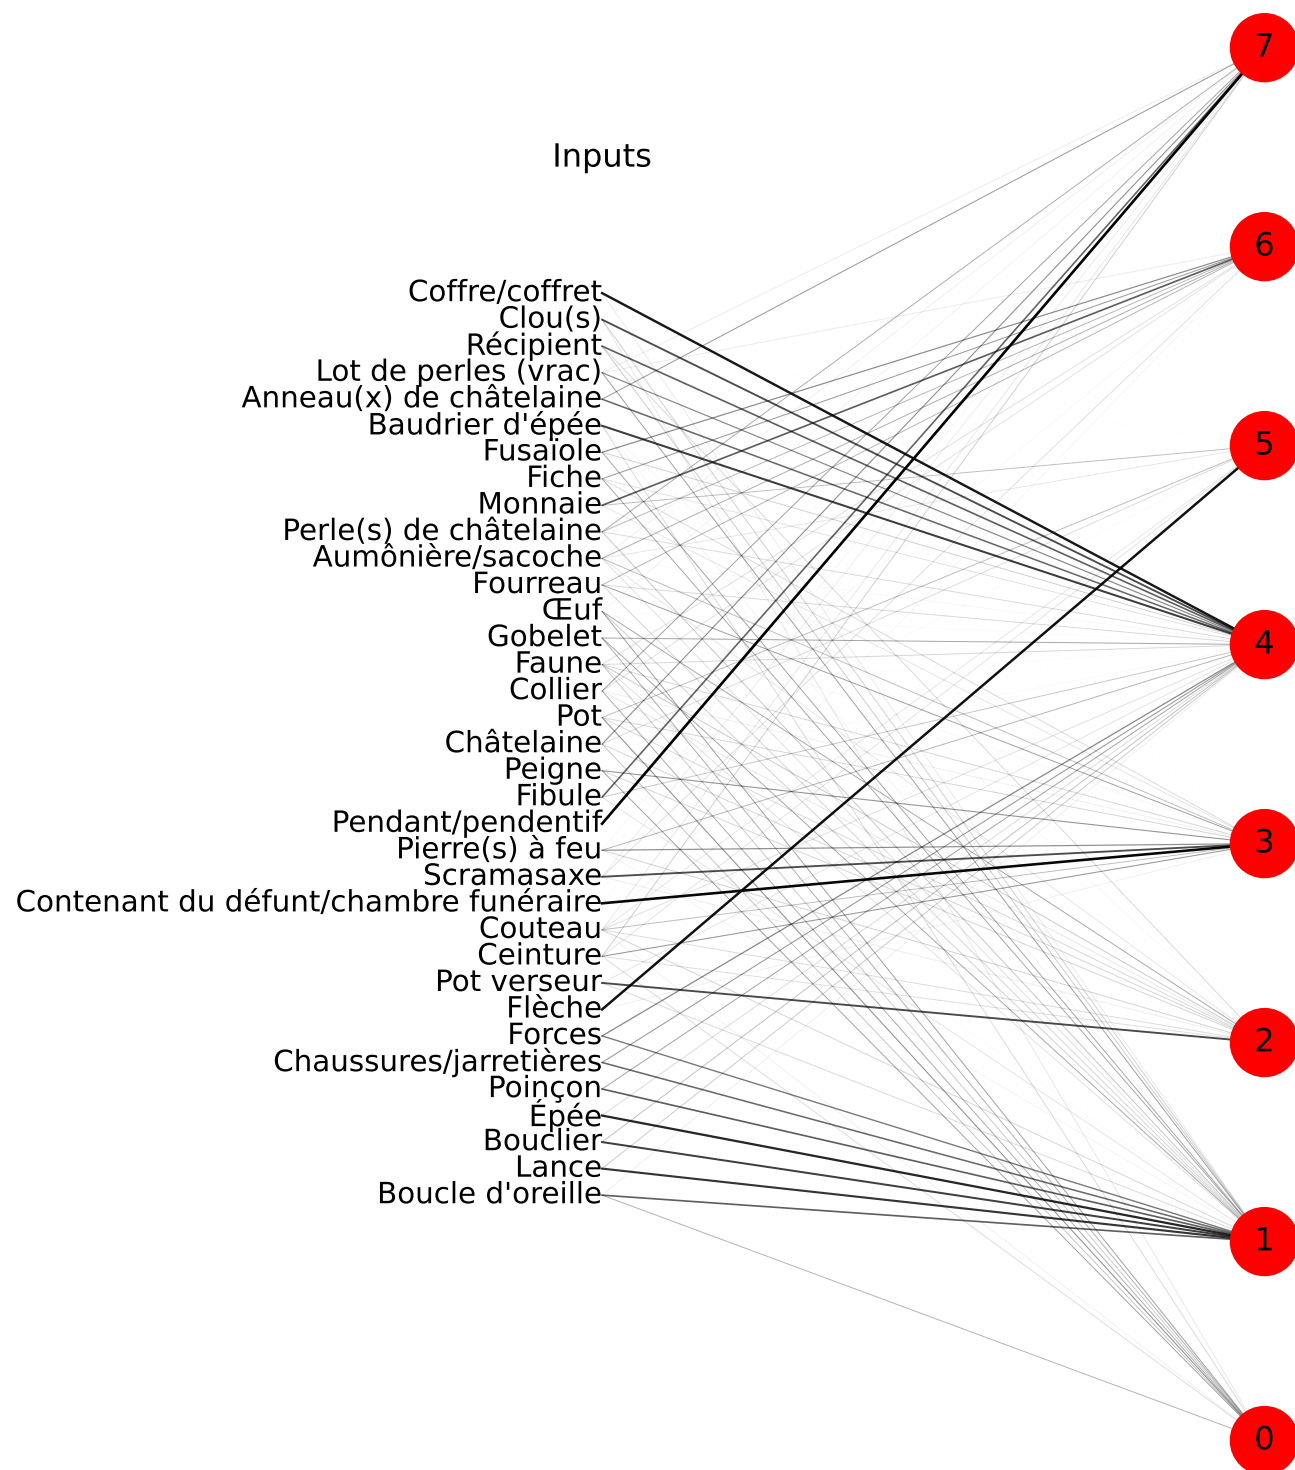 7
Inputs
6
Coffre/coffret
Clou(s)
Récipient
Lot de perles (vrac)
Anneau(x) de châtelaine
Baudrier d'épée
5
Fusaïole
Fiche
Monnaie
Perle(s) de châtelaine
Aumônière/sacoche
Fourreau
Œuf
Gobelet
4
Faune
Collier
Pot
Châtelaine
Peigne
Fibule
Pendant/pendentif
3
Pierre(s) à feu
Scramasaxe
Contenant du défunt/chambre funéraire
Couteau
Ceinture
Pot verseur
Flèche
Forces
2
Chaussures/jarretières
Poinçon
Épée
Bouclier
Lance
Boucle d'oreille
1
0